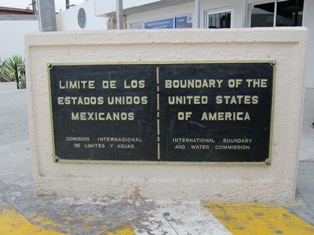 LIMITE DE LOS
ESTADOS UNIDOS
MEXICANOS
COMISION INTERNACIONAL
DE LIMITES Y AGUAS
BOUNDARY OF THE
UNITED STATES
OF AMERICA
INTERNATIONAL BOUNDARY
AND WATER COMMISSION